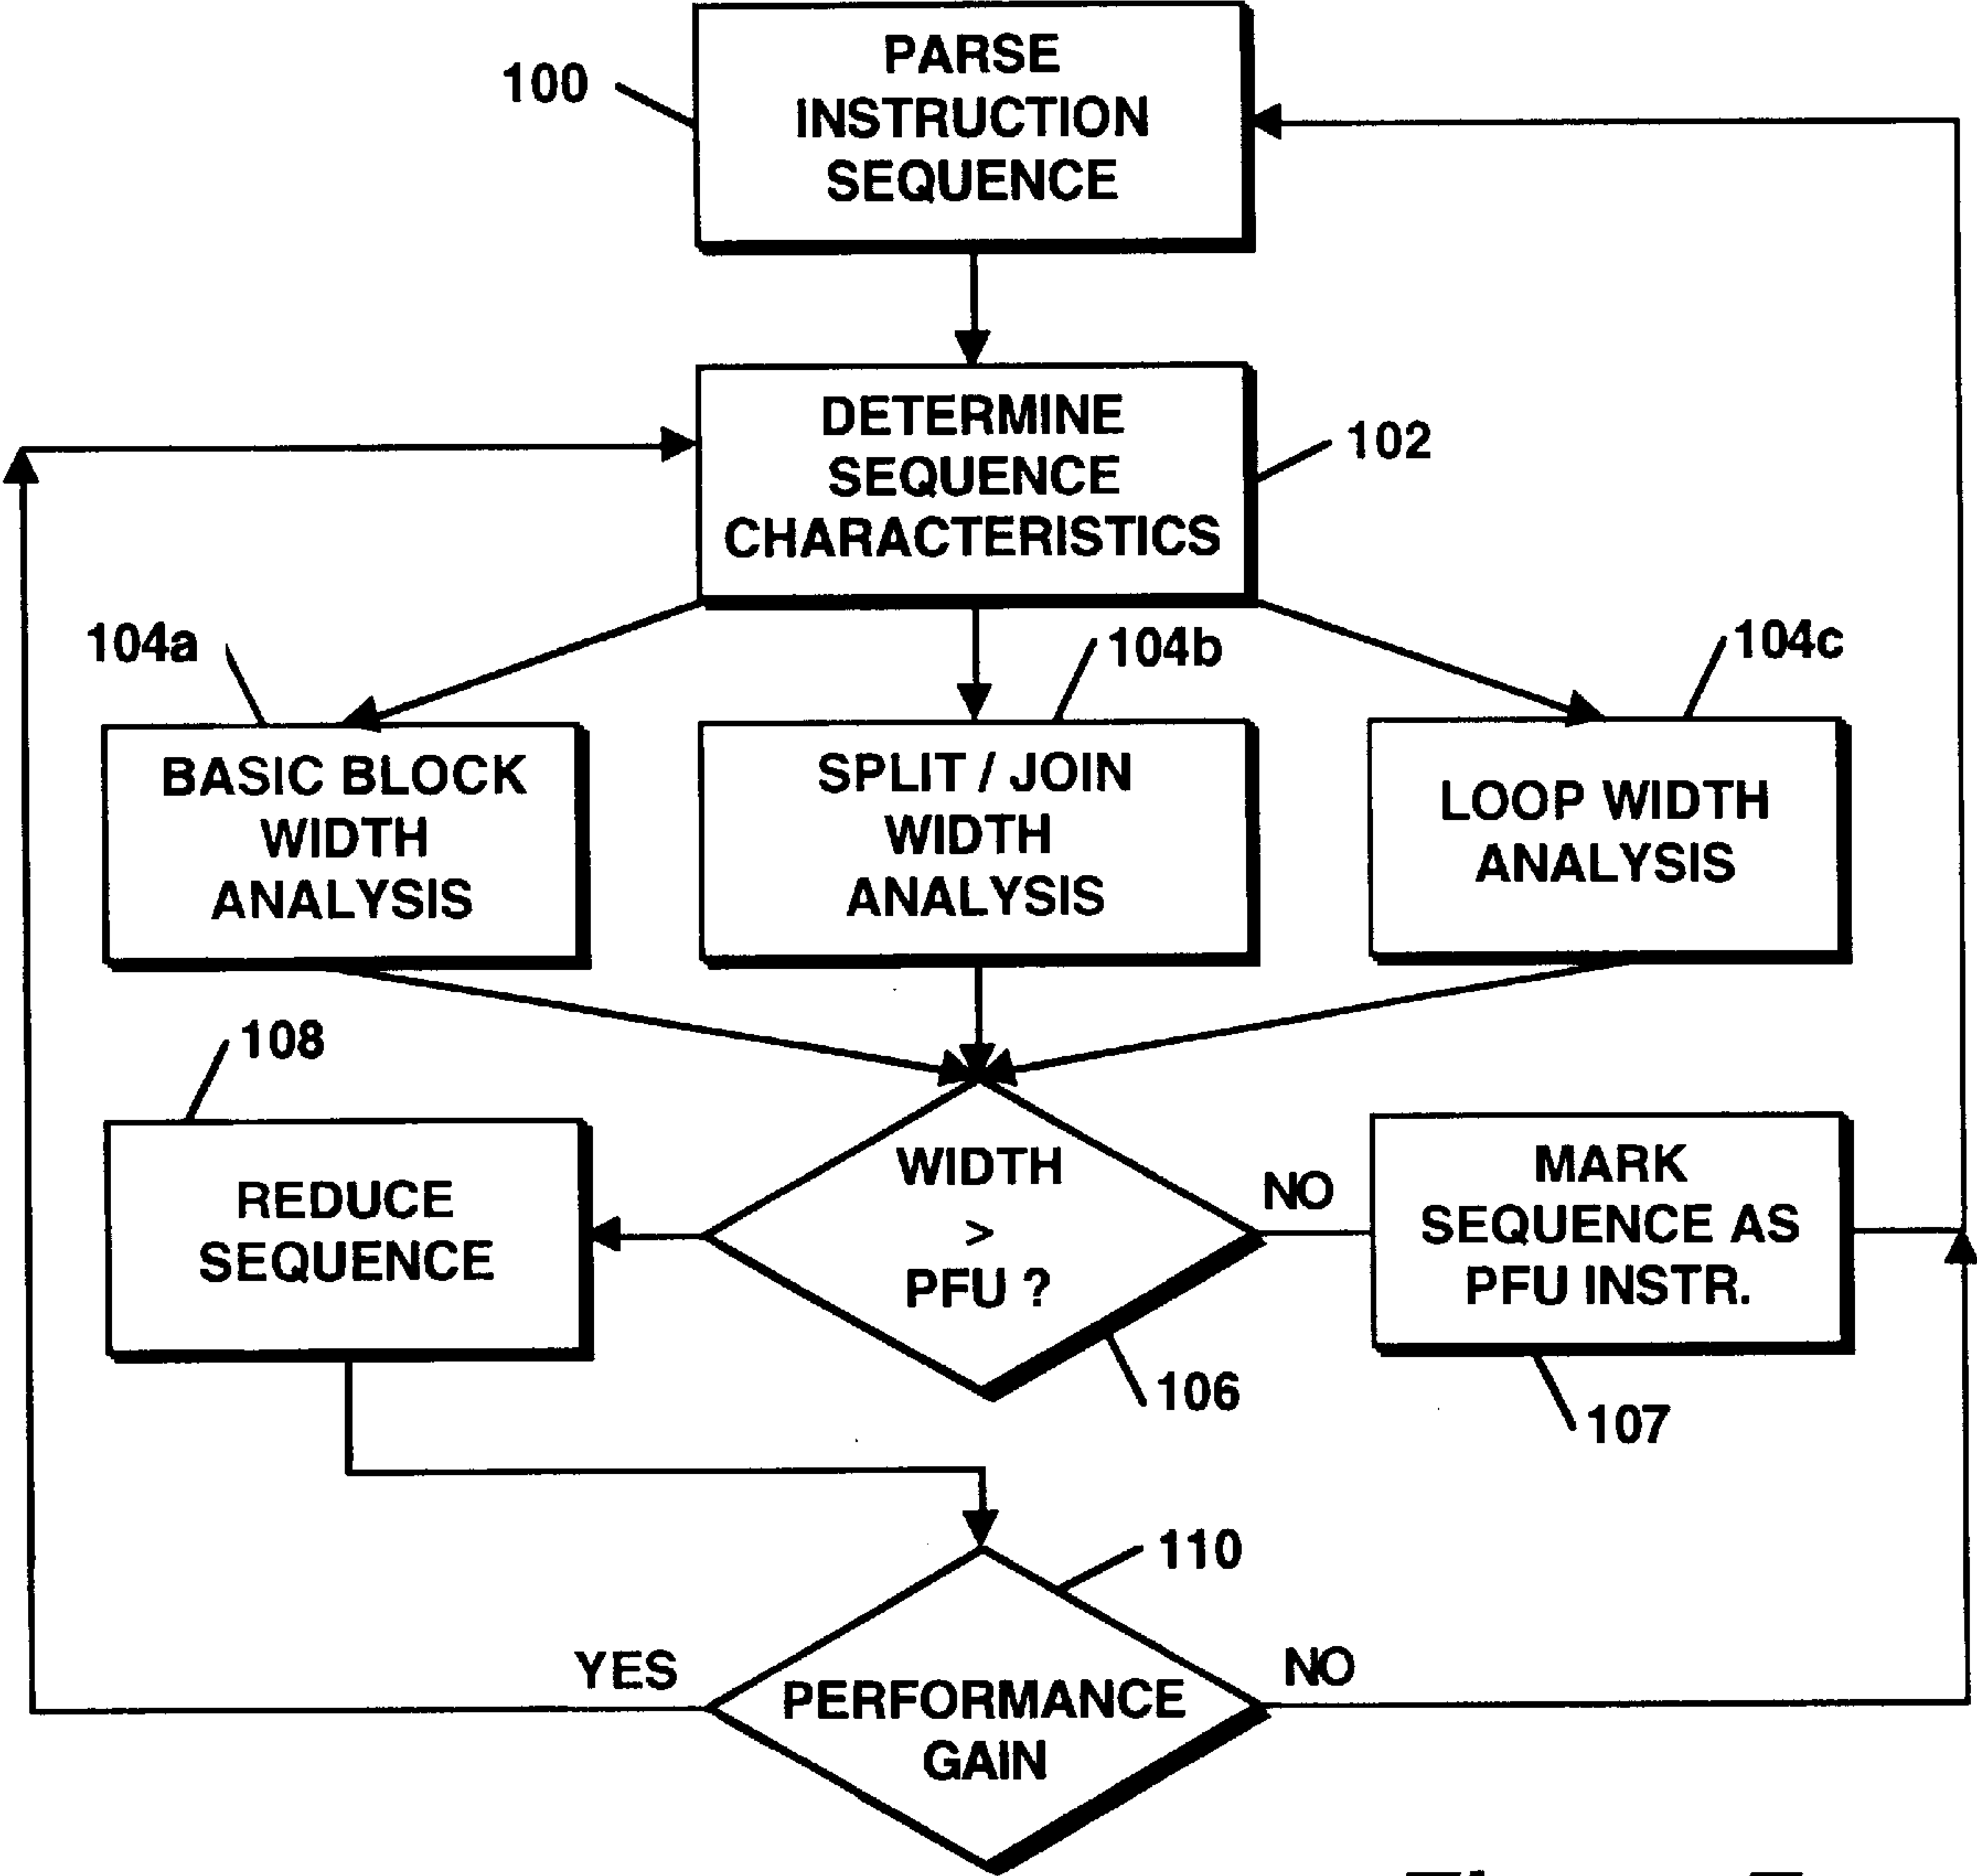 PARSE
INSTRUCTION
SEQUENCE
100
DETERMINE
SEQUENCE
CHARACTERISTICS
102
104a
104b
104c
BASIC BLOCK
WIDTH
ANALYSIS
SPLIT / JOIN
WIDTH
ANALYSIS
LOOP WIDTH
ANALYSIS
108
REDUCE
SEQUENCE
WIDTH
>
PFU ?
NO
MARK
SEQUENCE AS
PFU INSTR.
106
107
110
YES
PERFORMANCE
GAIN
NO